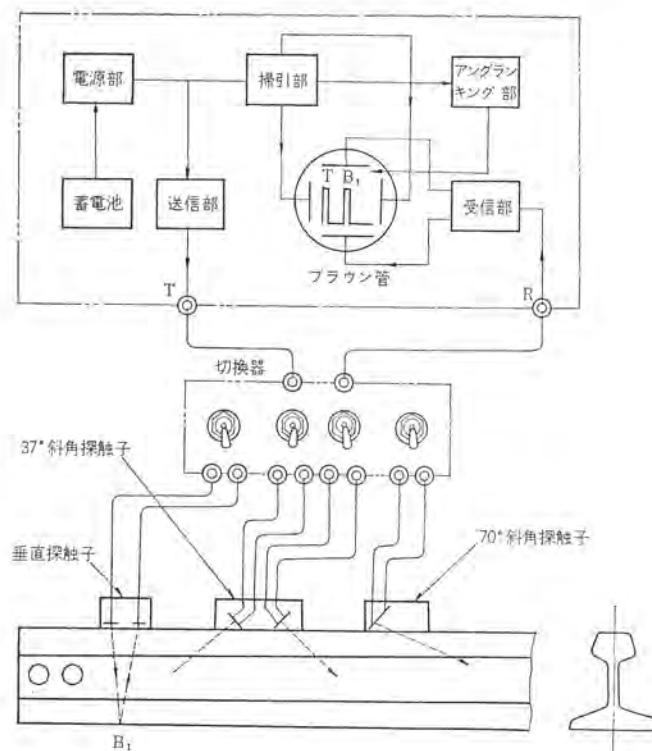 電源部
掃引部
アングラン
キング部
蓄電池
送信部
T B₁
受信部
ブラウン管
T
R
切換器
37°斜角探触子
垂直探触子
70°斜角探触子
B₁